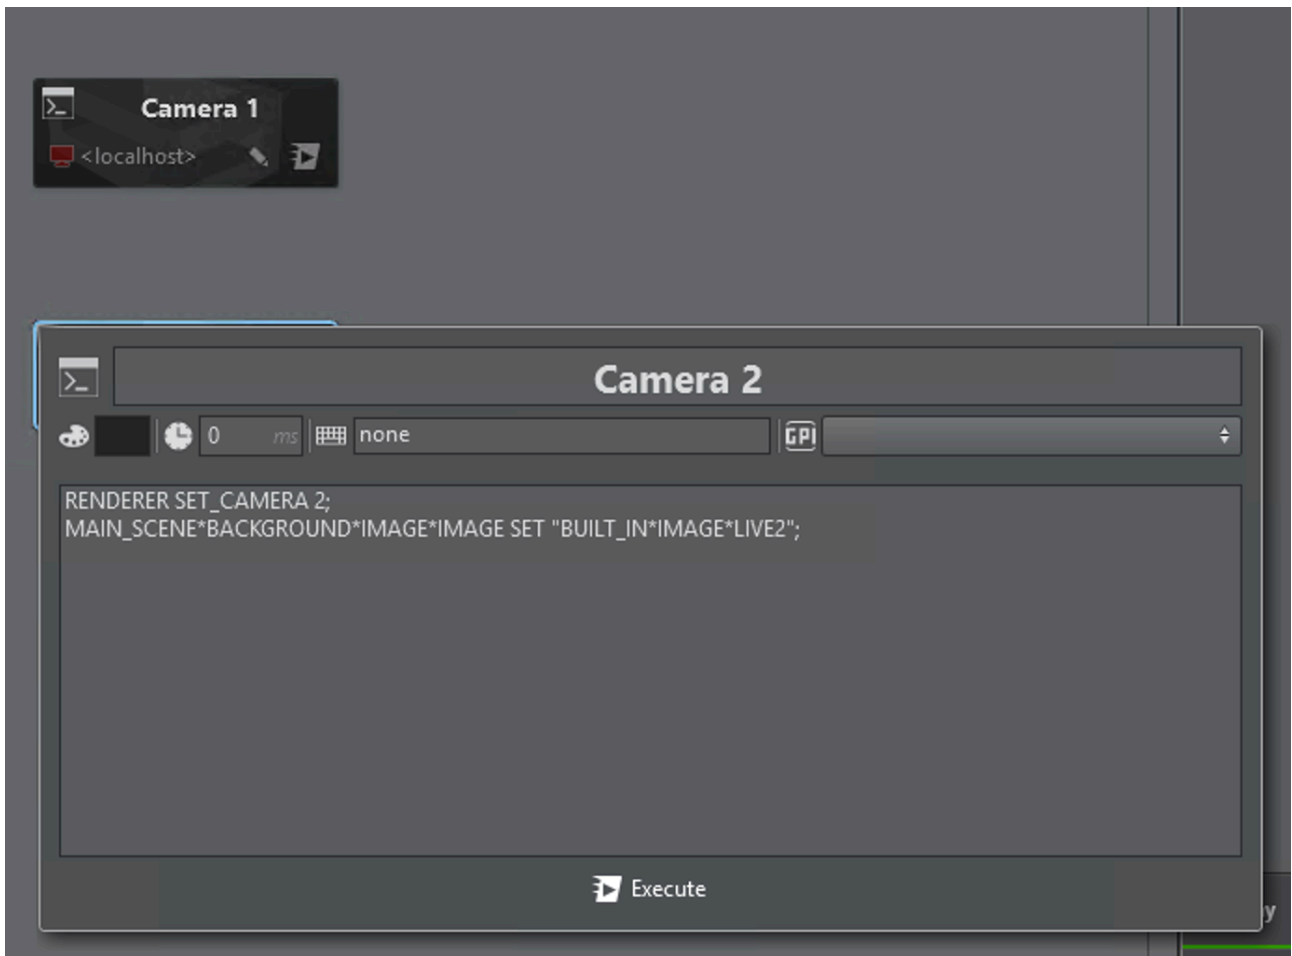 Camera 1
<localhost>
Camera 2
0 ms none GPI
RENDERER SET_CAMERA 2;
MAIN_SCENE*BACKGROUND*IMAGE*IMAGE SET "BUILT_IN*IMAGE*LIVE2";
Execute